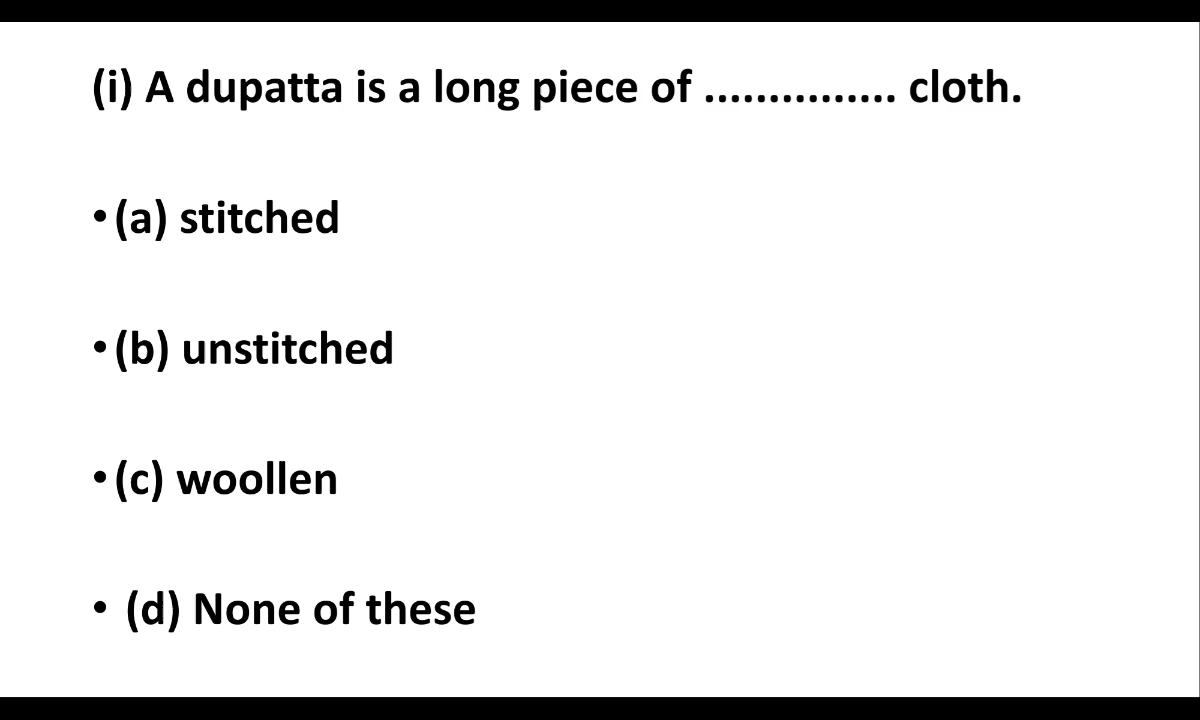 (i) A dupatta is a long piece of ............... cloth.
•(a) stitched
•(b) unstitched
•(c) woollen
• (d) None of these